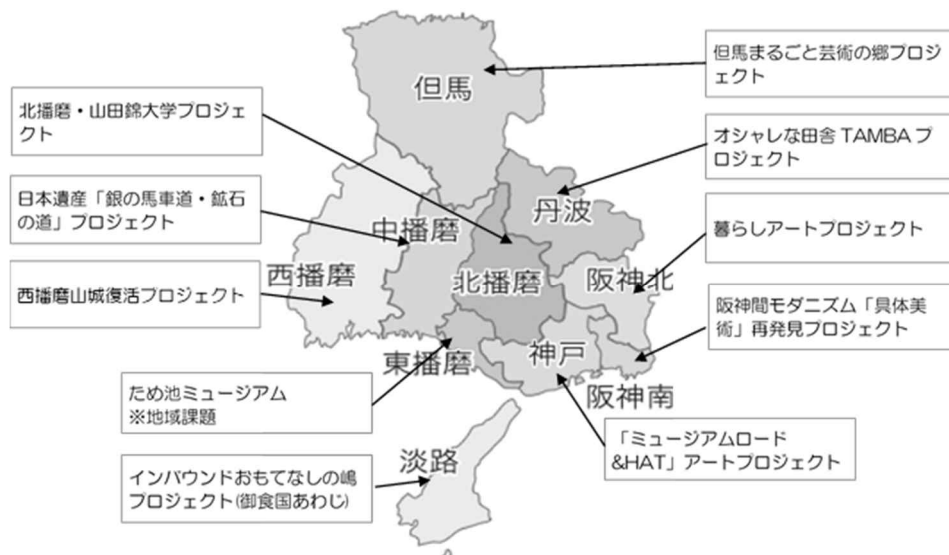 但馬まるごと芸術の郷プロジ
ェクト
北播磨・山田錦大学プロジェ
クト
オシャレな田舎 TAMBA プ
ロジェクト
日本遺産「銀の馬車道・鉱石
の道」プロジェクト
暮らしアートプロジェクト
西播磨山城復活プロジェクト
阪神間モダニズム「具体美
術」再発見プロジェクト
ため池ミュージアム
※地域課題
「ミュージアムロード
&HAT」アートプロジェクト
インバウンドおもてなしの嶋
プロジェクト(御食国あわじ)
但馬
丹波
中播磨
西播磨
北播磨
阪神北
東播磨
神戸
阪神南
淡路